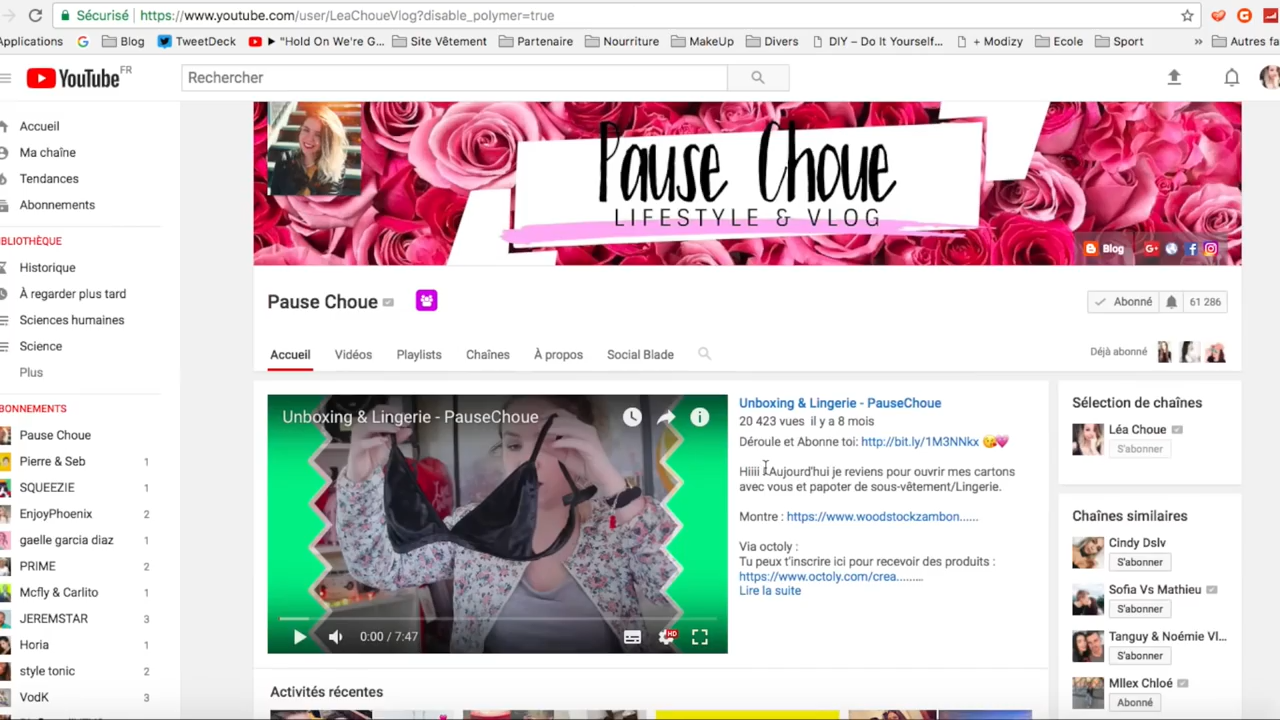 Sécurisé https://www.youtube.com/user/LeaChoueVlog?disable_polymer=true
Applications Blog TweetDeck "Hold On We're G... Site Vêtement Partenaire Nourriture MakeUp Divers DIY – Do It Yourself... + Modizy Ecole Sport » Autres fa
YouTube FR Rechercher
Accueil
Ma chaîne
Tendances
Abonnements
IBLIOTHÈQUE
Historique
À regarder plus tard
Sciences humaines
Science
Plus
BONNEMENTS
Pause Choue
Pierre & Seb 1
SQUEEZIE 1
EnjoyPhoenix 2
gaelle garcia diaz 1
PRIME 2
Mcfly & Carlito 1
JEREMSTAR 3
Horia 1
style tonic 2
VodK 3
Pause Choue
LIFESTYLE & VLOG
Blog G+
Pause Choue
Abonné 61 286
Accueil Vidéos Playlists Chaînes À propos Social Blade
Déjà abonné
Unboxing & Lingerie - PauseChoue
0:00 / 7:47 HD
Unboxing & Lingerie - PauseChoue
20 423 vues il y a 8 mois
Déroule et Abonne toi: http://bit.ly/1M3NNkx
Hiiii ! Aujourd'hui je reviens pour ouvrir mes cartons
avec vous et papoter de sous-vêtement/Lingerie.
Montre : https://www.woodstockzambon......
Via octoly :
Tu peux t'inscrire ici pour recevoir des produits :
https://www.octoly.com/crea.........
Lire la suite
Sélection de chaînes
Léa Choue
S'abonner
Chaînes similaires
Cindy Dslv
S'abonner
Sofia Vs Mathieu
S'abonner
Tanguy & Noémie Vl...
S'abonner
Mllex Chloé
Abonné
Activités récentes